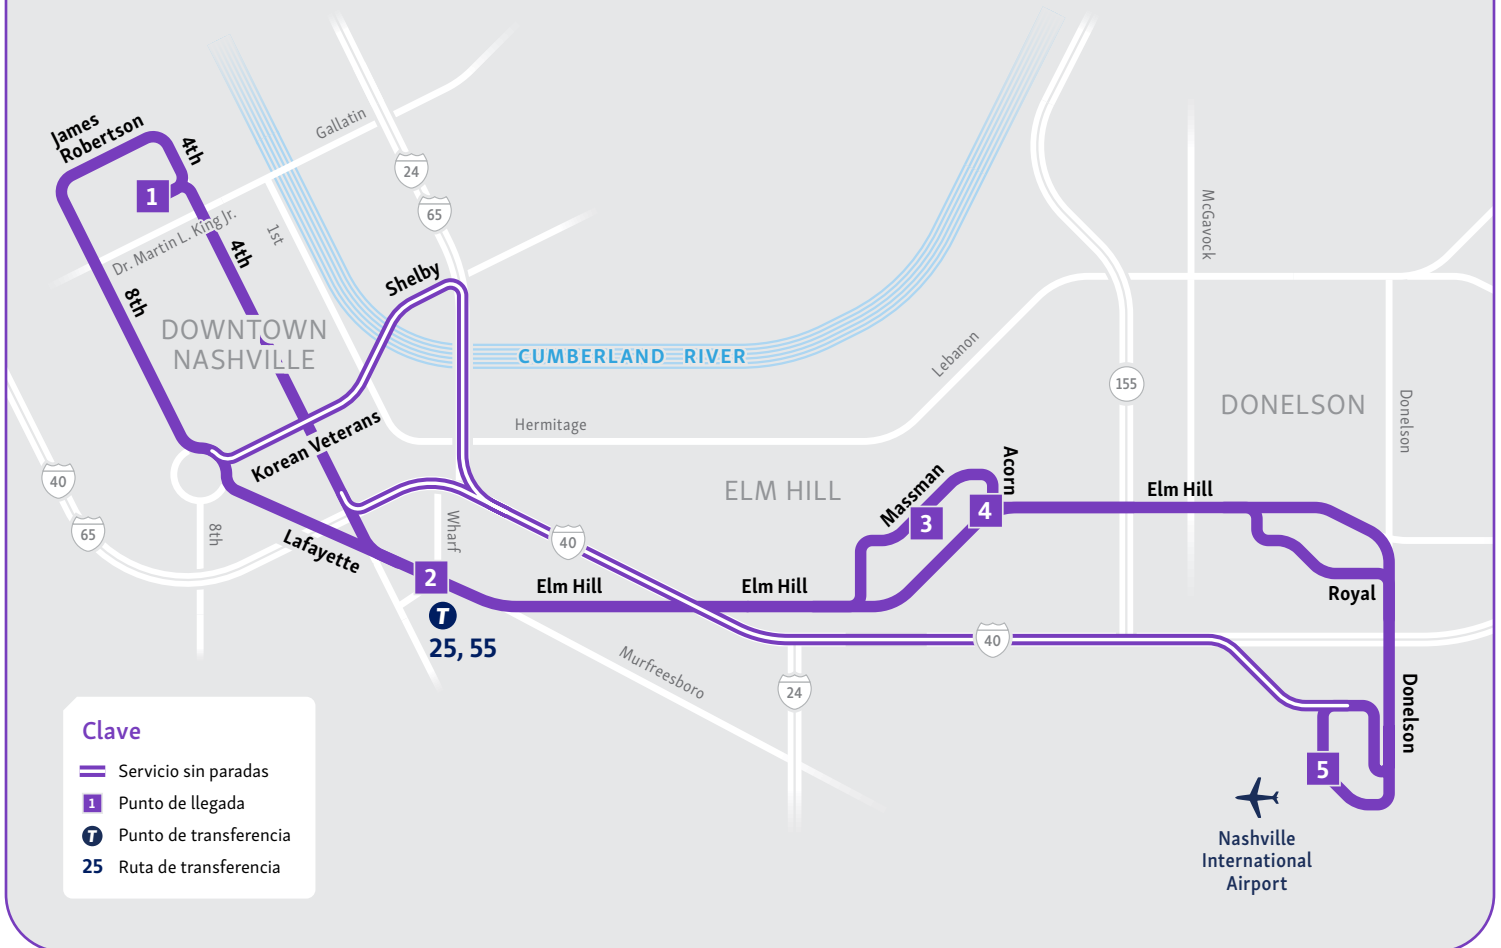 James
Robertson
4th
Gallatin
24
65
1
Dr. Martin L. King Jr.
1st
4th
8th
Shelby
DOWNTOWN
NASHVILLE
CUMBERLAND RIVER
Lebanon
McGavock
155
DONELSON
Donelson
Korean Veterans
Hermitage
40
65
8th
Lafayette
Wharf
40
ELM HILL
Massman
Acorn
3
4
Elm Hill
2
T
25, 55
Elm Hill
Elm Hill
Royal
Murfreesboro
24
40
Donelson
5
Nashville
International
Airport
Clave
Servicio sin paradas
1 Punto de llegada
T Punto de transferencia
25 Ruta de transferencia